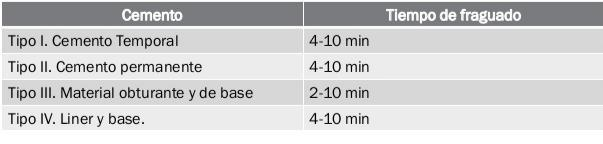 Cemento Tiempo de fraguado
Tipo I. Cemento Temporal 4-10 min
Tipo II. Cemento permanente 4-10 min
Tipo III. Material obturante y de base 2-10 min
Tipo IV. Liner y base. 4-10 min